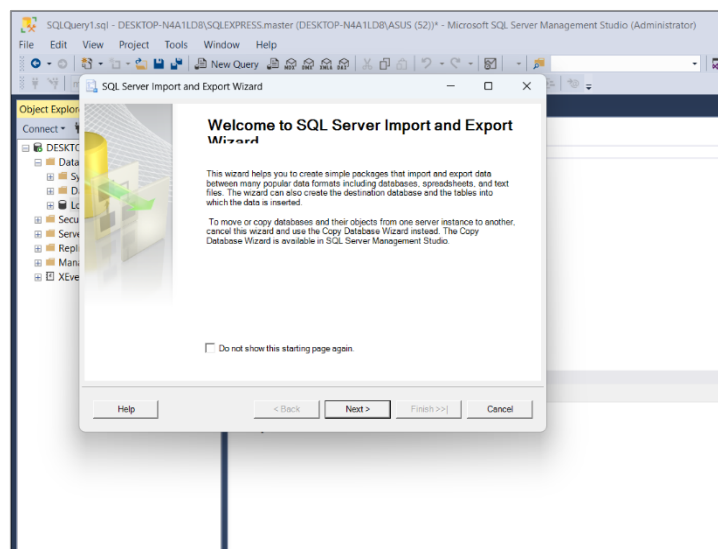 SQLQuery1.sql - DESKTOP-N4A1LD8\SQLEXPRESS.master (DESKTOP-N4A1LD8\ASUS (52))* - Microsoft SQL Server Management Studio (Administrator)
File Edit View Project Tools Window Help
New Query MDX DMX XMLA DAX
SQL Server Import and Export Wizard
Object Explor
Connect
Welcome to SQL Server Import and Export
Wizard
DESKTO
Data
Sy
D
Lo
Secu
Serve
Repli
Mana
XEve
This wizard helps you to create simple packages that import and export data
between many popular data formats including databases, spreadsheets, and text
files. The wizard can also create the destination database and the tables into
which the data is inserted.
To move or copy databases and their objects from one server instance to another,
cancel this wizard and use the Copy Database Wizard instead. The Copy
Database Wizard is available in SQL Server Management Studio.
Do not show this starting page again.
Help < Back Next > Finish >>| Cancel